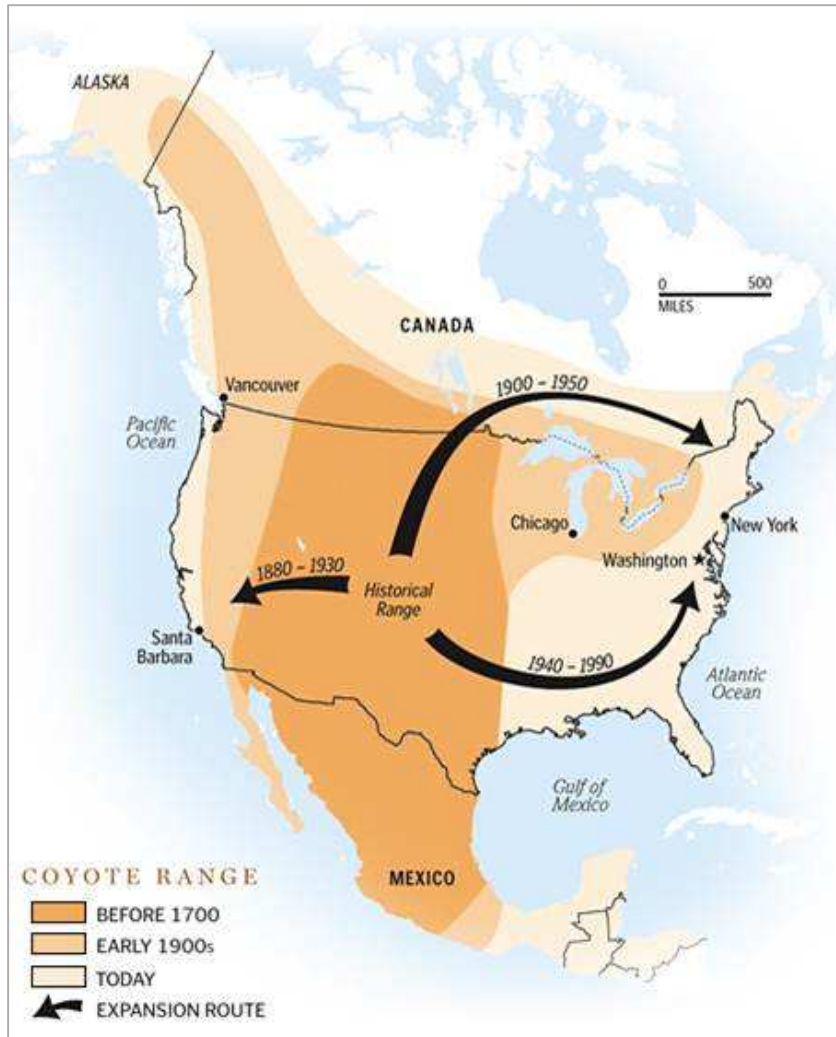 ALASKA
0 500
MILES
CANADA
1900 – 1950
Vancouver
Pacific
Ocean
Chicago
New York
Washington
1880 – 1930
Historical
Range
Santa
Barbara
1940 – 1990
Atlantic
Ocean
Gulf of
Mexico
MEXICO
COYOTE RANGE
BEFORE 1700
EARLY 1900s
TODAY
EXPANSION ROUTE